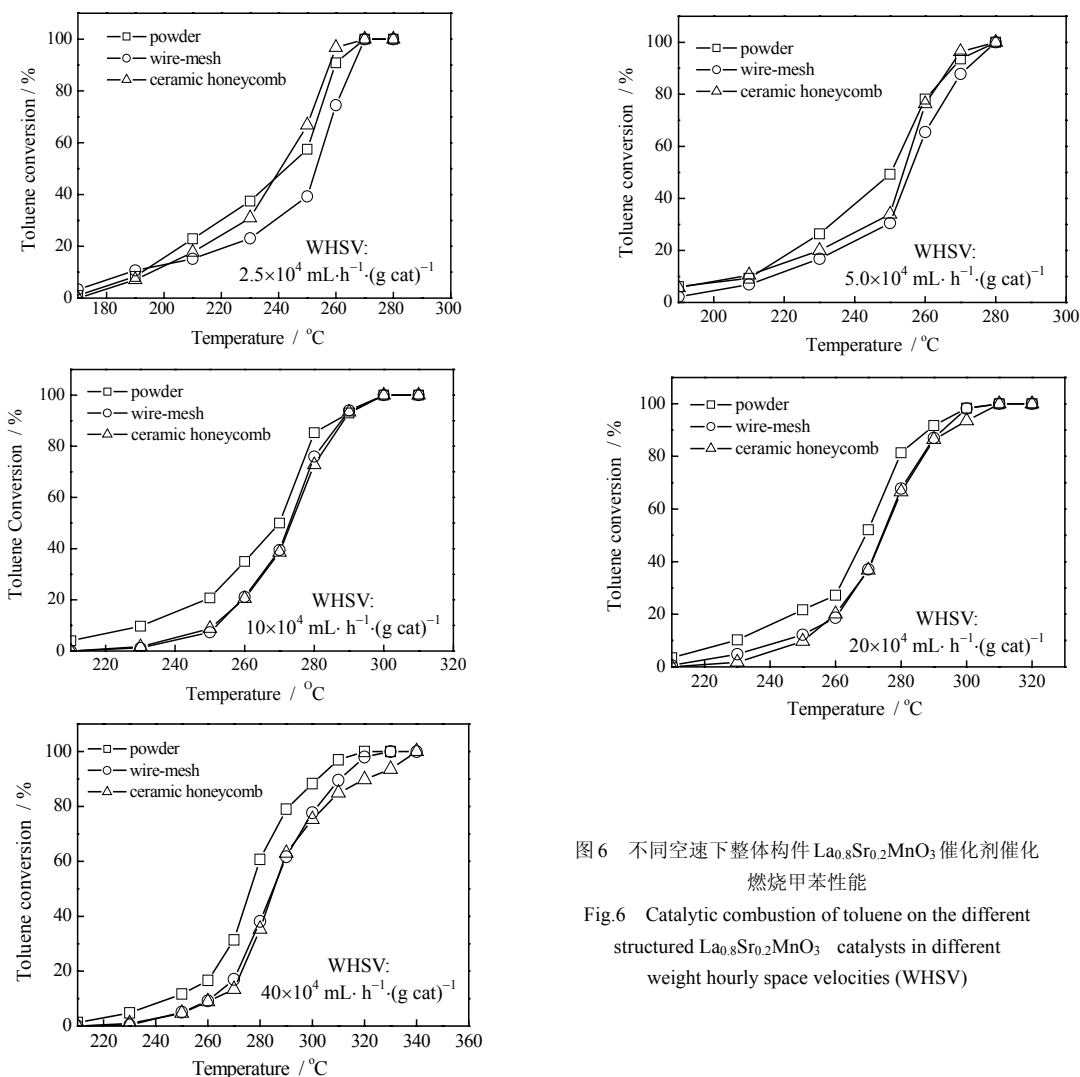 100
80
60
40
20
0
Toluene conversion / %
powder
wire-mesh
ceramic honeycomb
WHSV:
2.5×10⁴ mL·h⁻¹·(g cat)⁻¹
180 200 220 240 260 280 300
Temperature / °C
100
80
60
40
20
0
Toluene conversion / %
powder
wire-mesh
ceramic honeycomb
WHSV:
5.0×10⁴ mL· h⁻¹·(g cat)⁻¹
200 220 240 260 280 300
Temperature / °C
100
80
60
40
20
0
Toluene Conversion / %
powder
wire-mesh
ceramic honeycomb
WHSV:
10×10⁴ mL· h⁻¹·(g cat)⁻¹
220 240 260 280 300 320
Temperature / °C
100
80
60
40
20
0
Toluene conversion / %
powder
wire-mesh
ceramic honeycomb
WHSV:
20×10⁴ mL· h⁻¹·(g cat)⁻¹
220 240 260 280 300 320
Temperature / °C
100
80
60
40
20
0
Toluene conversion / %
powder
wire-mesh
ceramic honeycomb
WHSV:
40×10⁴ mL· h⁻¹·(g cat)⁻¹
220 240 260 280 300 320 340 360
Temperature / °C
图 6 不同空速下整体构件 La₀.₈Sr₀.₂MnO₃ 催化剂催化
燃烧甲苯性能
Fig.6 Catalytic combustion of toluene on the different
structured La₀.₈Sr₀.₂MnO₃ catalysts in different
weight hourly space velocities (WHSV)